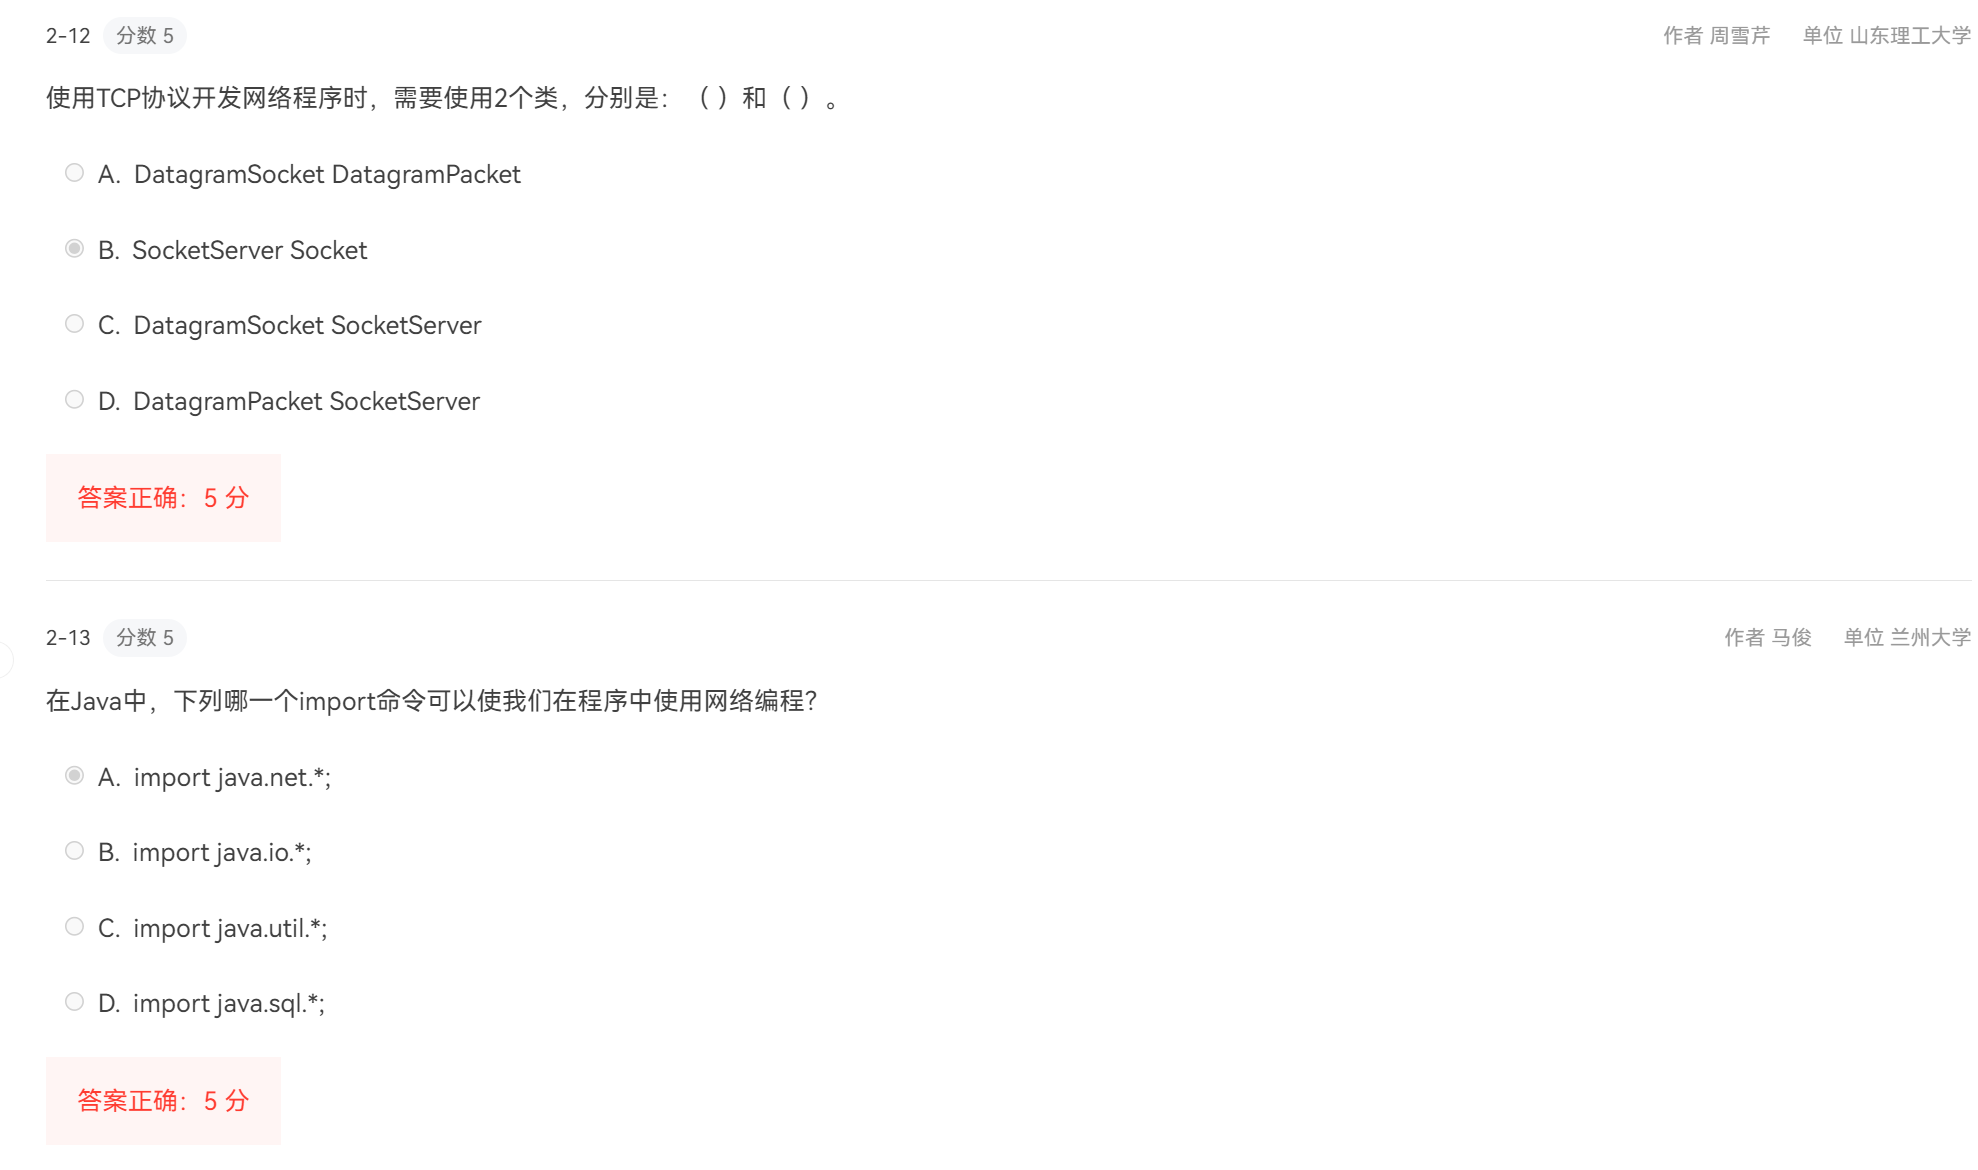 2-12 分数 5 作者 周雪芹 单位 山东理工大学
使用TCP协议开发网络程序时，需要使用2个类，分别是：（ ）和（ ）。
A. DatagramSocket DatagramPacket
B. SocketServer Socket
C. DatagramSocket SocketServer
D. DatagramPacket SocketServer
答案正确：5 分
2-13 分数 5 作者 马俊 单位 兰州大学
在Java中，下列哪一个import命令可以使我们在程序中使用网络编程？
A. import java.net.*;
B. import java.io.*;
C. import java.util.*;
D. import java.sql.*;
答案正确：5 分